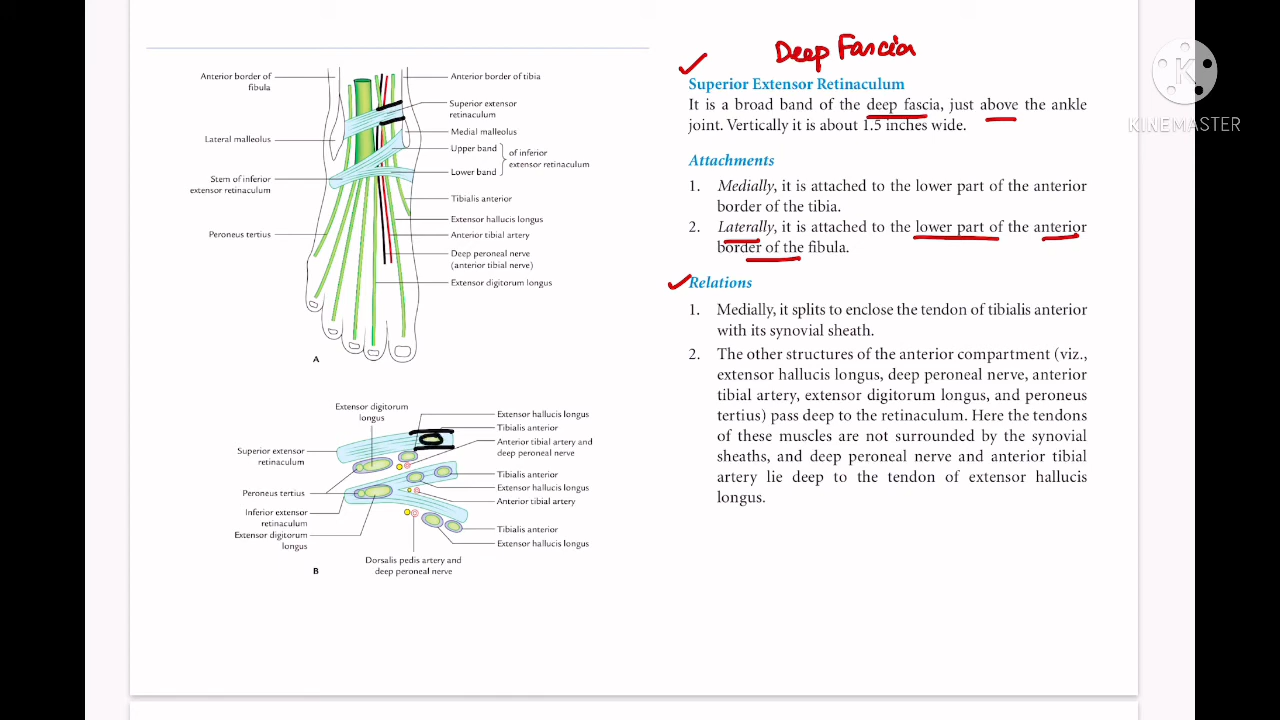 Deep Fascia
Superior Extensor Retinaculum
It is a broad band of the deep fascia, just above the ankle
joint. Vertically it is about 1.5 inches wide.
Attachments
1. Medially, it is attached to the lower part of the anterior
border of the tibia.
2. Laterally, it is attached to the lower part of the anterior
border of the fibula.
Relations
1. Medially, it splits to enclose the tendon of tibialis anterior
with its synovial sheath.
2. The other structures of the anterior compartment (viz.,
extensor hallucis longus, deep peroneal nerve, anterior
tibial artery, extensor digitorum longus, and peroneus
tertius) pass deep to the retinaculum. Here the tendons
of these muscles are not surrounded by the synovial
sheaths, and deep peroneal nerve and anterior tibial
artery lie deep to the tendon of extensor hallucis
longus.
Anterior border of
fibula
Lateral malleolus
Stem of inferior
extensor retinaculum
Peroneus tertius
Anterior border of tibia
Superior extensor
retinaculum
Medial malleolus
Upper band
of inferior
extensor retinaculum
Lower band
Tibialis anterior
Extensor hallucis longus
Anterior tibial artery
Deep peroneal nerve
(anterior tibial nerve)
Extensor digitorum longus
A
Extensor digitorum
longus
Superior extensor
retinaculum
Peroneus tertius
Inferior extensor
retinaculum
Extensor digitorum
longus
Extensor hallucis longus
Tibialis anterior
Anterior tibial artery and
deep peroneal nerve
Tibialis anterior
Extensor hallucis longus
Anterior tibial artery
Tibialis anterior
Extensor hallucis longus
Dorsalis pedis artery and
deep peroneal nerve
B
K
KINEMASTER